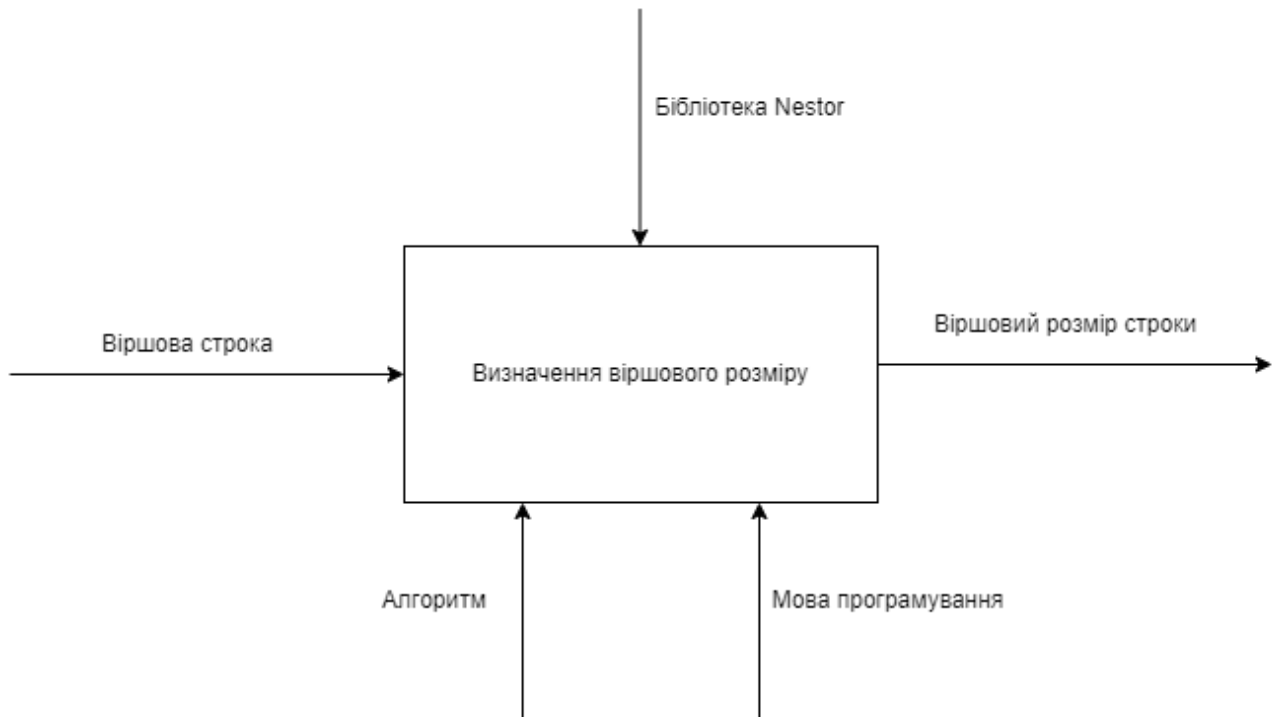 Бібліотека Nestor
Віршова строка
Віршовий розмір строки
Визначення віршового розміру
Алгоритм
Мова програмування